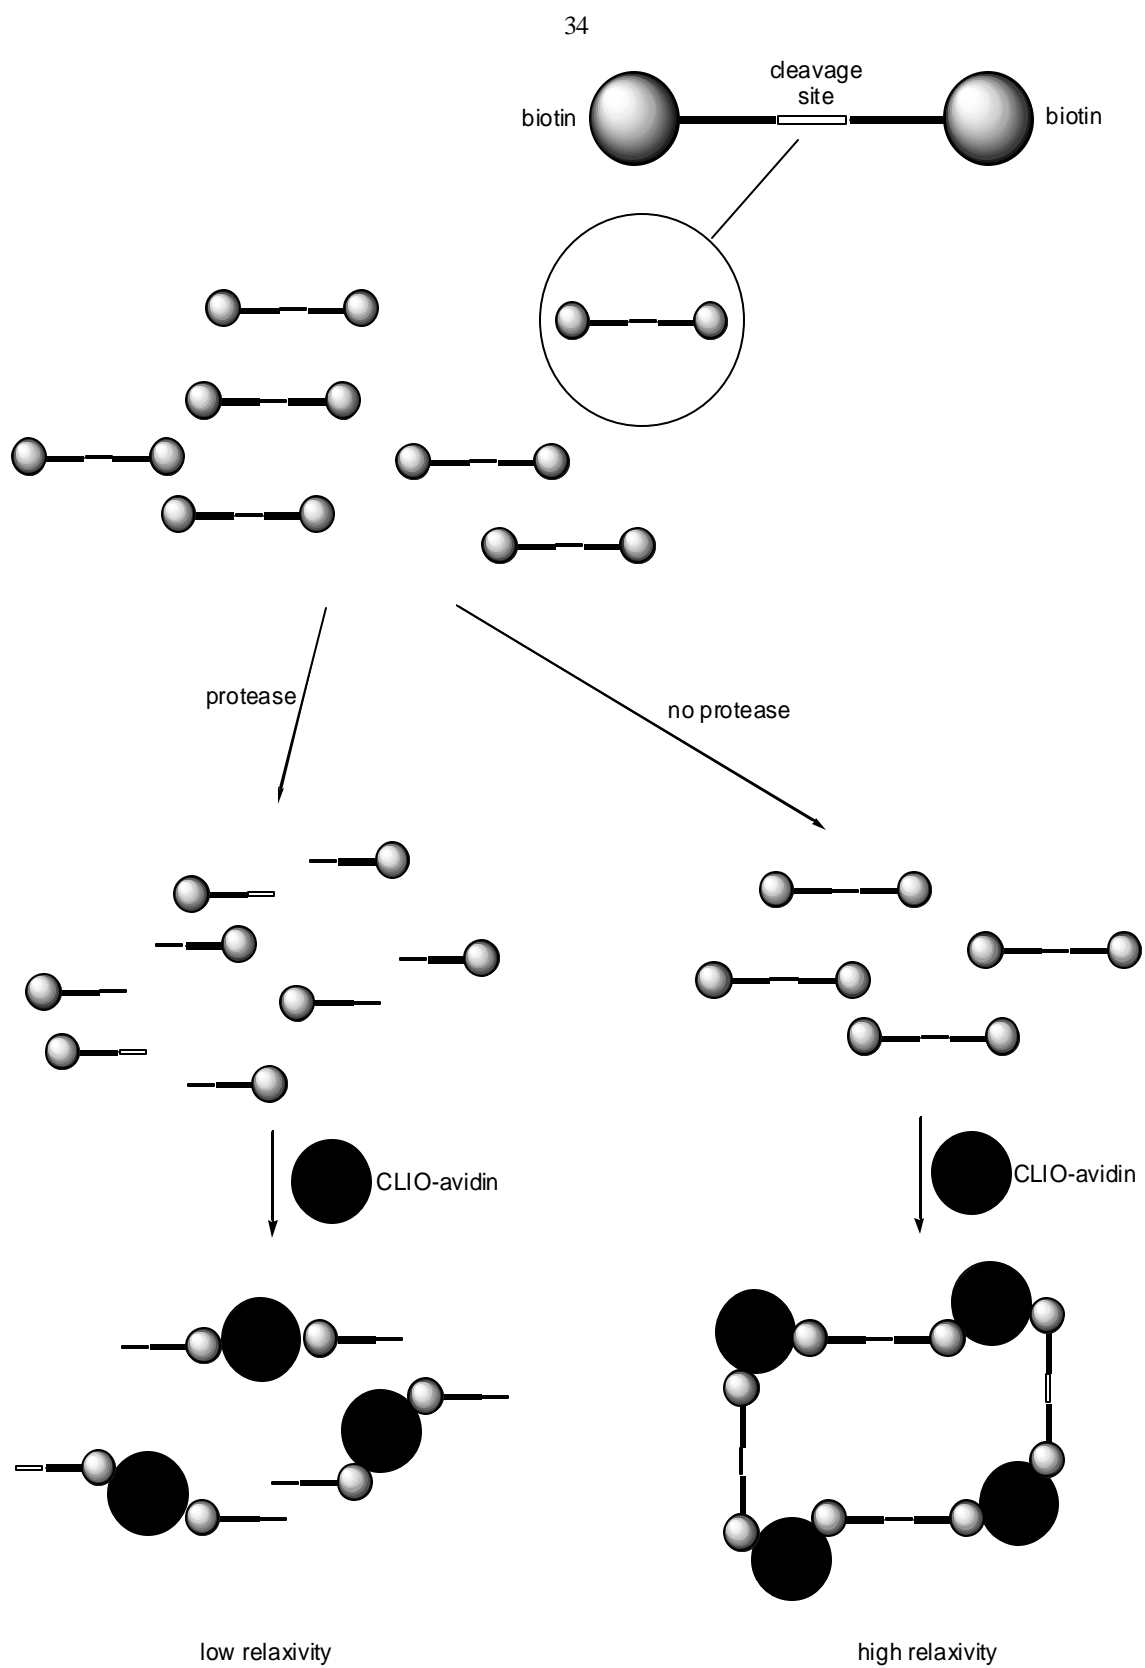 34
cleavage
site
biotin
biotin
protease
no protease
CLIO-avidin
CLIO-avidin
low relaxivity
high relaxivity